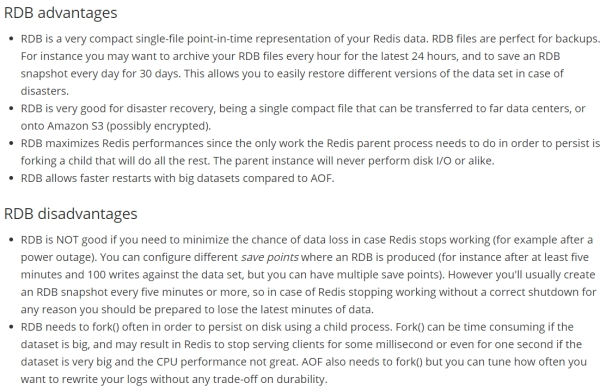 RDB advantages
• RDB is a very compact single-file point-in-time representation of your Redis data. RDB files are perfect for backups.
For instance you may want to archive your RDB files every hour for the latest 24 hours, and to save an RDB
snapshot every day for 30 days. This allows you to easily restore different versions of the data set in case of
disasters.
• RDB is very good for disaster recovery, being a single compact file that can be transferred to far data centers, or
onto Amazon S3 (possibly encrypted).
• RDB maximizes Redis performances since the only work the Redis parent process needs to do in order to persist is
forking a child that will do all the rest. The parent instance will never perform disk I/O or alike.
• RDB allows faster restarts with big datasets compared to AOF.
RDB disadvantages
• RDB is NOT good if you need to minimize the chance of data loss in case Redis stops working (for example after a
power outage). You can configure different save points where an RDB is produced (for instance after at least five
minutes and 100 writes against the data set, but you can have multiple save points). However you'll usually create
an RDB snapshot every five minutes or more, so in case of Redis stopping working without a correct shutdown for
any reason you should be prepared to lose the latest minutes of data.
• RDB needs to fork() often in order to persist on disk using a child process. Fork() can be time consuming if the
dataset is big, and may result in Redis to stop serving clients for some millisecond or even for one second if the
dataset is very big and the CPU performance not great. AOF also needs to fork() but you can tune how often you
want to rewrite your logs without any trade-off on durability.